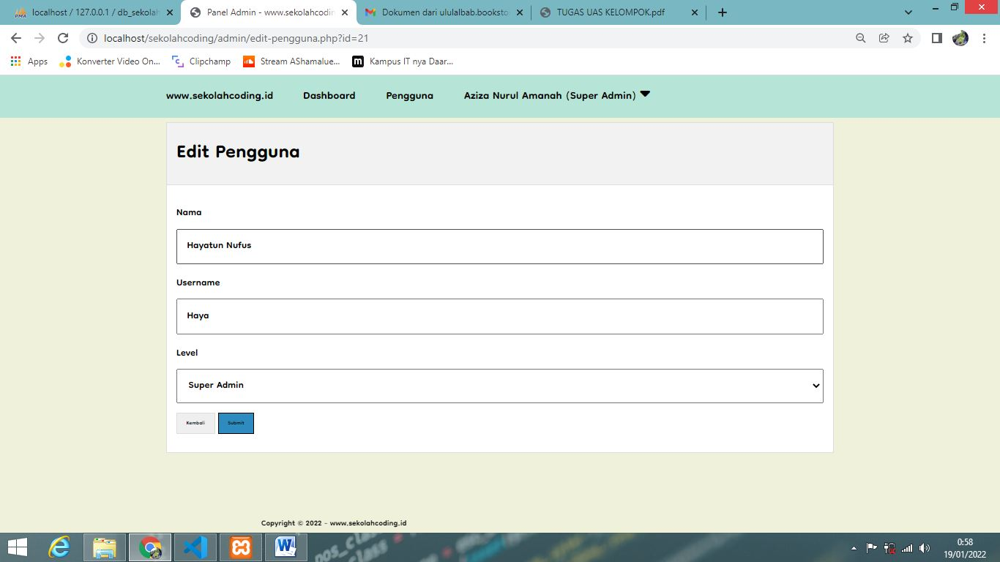 localhost / 127.0.0.1 / db_sekolah
Panel Admin - www.sekolahcodin
Dokumen dari ululalbab.booksto
TUGAS UAS KELOMPOK.pdf
localhost/sekolahcoding/admin/edit-pengguna.php?id=21
Apps
Konverter Video On...
Clipchamp
Stream AShamalue...
m
Kampus IT nya Daar...
www.sekolahcoding.id
Dashboard
Pengguna
Aziza Nurul Amanah (Super Admin)
Edit Pengguna
Nama
Hayatun Nufus
Username
Haya
Level
Super Admin
Kembali
Submit
Copyright © 2022 - www.sekolahcoding.id
0:58
19/01/2022